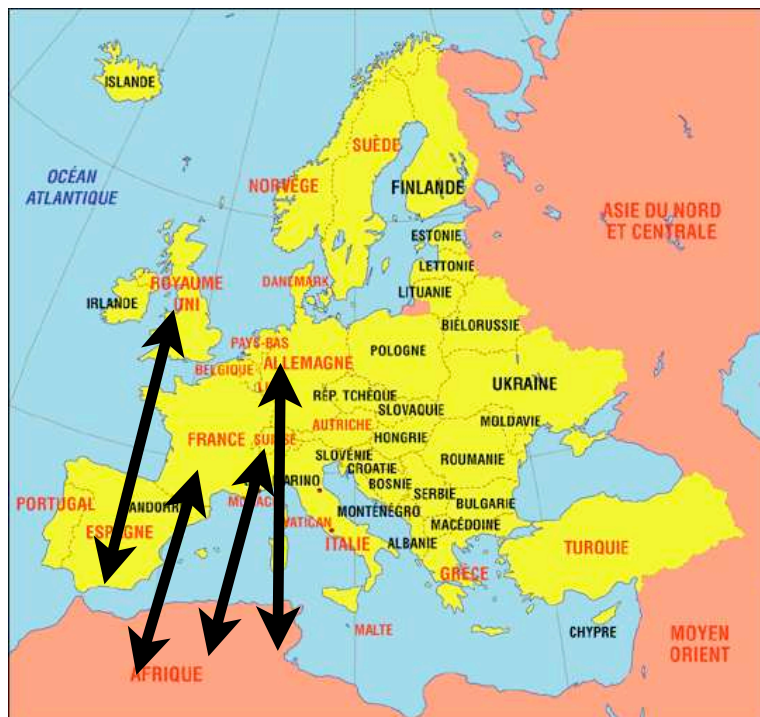 ISLANDE
SUÈDE
OCÉAN
ATLANTIQUE
NORVÈGE
FINLANDE
ASIE DU NORD
ET CENTRALE
ESTONIE
LETTONIE
DANEMARK
ROYAUME
UNI
IRLANDE
LITUANIE
BIÉLORUSSIE
PAYS-BAS
POLOGNE
BELGIQUE
ALLEMAGNE
UKRAINE
RÉP. TCHÈQUE
SLOVAQUIE
MOLDAVIE
AUTRICHE
FRANCE
SUISSE
HONGRIE
SLOVÉNIE
ROUMANIE
CROATIE
BOSNIE
SERBIE
PORTUGAL
ANDORRE
MONACO
BULGARIE
MONTÉNÉGRO
VATICAN
MACÉDOINE
ESPAGNE
ITALIE
ALBANIE
TURQUIE
GRÈCE
MALTE
CHYPRE
MOYEN
ORIENT
AFRIQUE